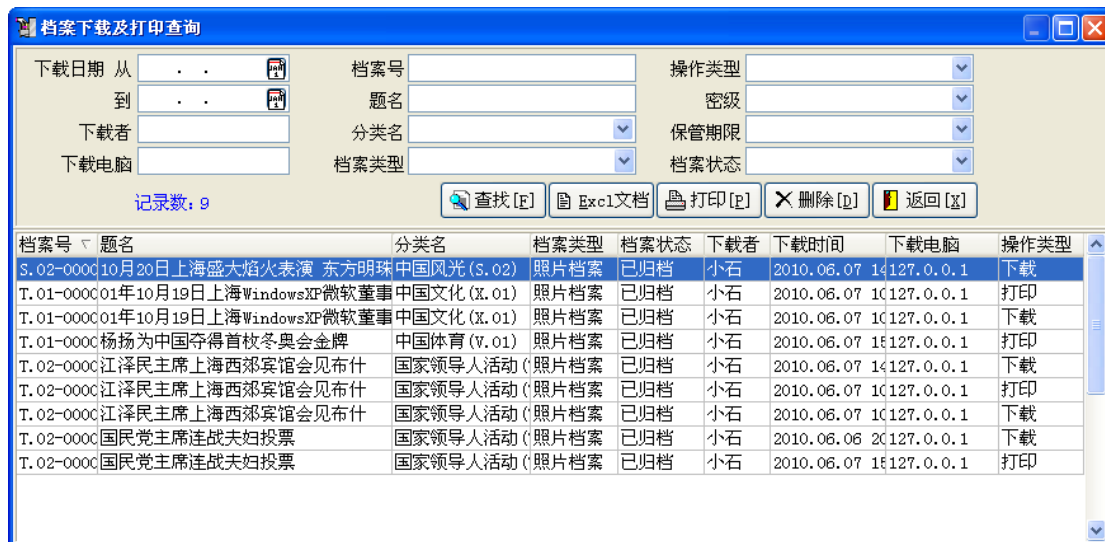 档案下载及打印查询
下载日期 从 . . 档案号 操作类型
到 . . 题名 密级
下载者 分类名 保管期限
下载电脑 档案类型 档案状态
记录数: 9 查找[F] Excl文档 打印[P] 删除[D] 返回[X]
档案号 题名 分类名 档案类型 档案状态 下载者 下载时间 下载电脑 操作类型
S.02-0000 10月20日上海盛大焰火表演 东方明珠 中国风光(S.02) 照片档案 已归档 小石 2010.06.07 14 127.0.0.1 下载
T.01-0000 01年10月19日上海WindowsXP微软董事 中国文化(X.01) 照片档案 已归档 小石 2010.06.07 10 127.0.0.1 打印
T.01-0000 01年10月19日上海WindowsXP微软董事 中国文化(X.01) 照片档案 已归档 小石 2010.06.07 10 127.0.0.1 下载
T.01-0000 杨扬为中国夺得首枚冬奥会金牌 中国体育(V.01) 照片档案 已归档 小石 2010.06.07 15 127.0.0.1 打印
T.02-0000 江泽民主席上海西郊宾馆会见布什 国家领导人活动( 照片档案 已归档 小石 2010.06.07 14 127.0.0.1 下载
T.02-0000 江泽民主席上海西郊宾馆会见布什 国家领导人活动( 照片档案 已归档 小石 2010.06.07 10 127.0.0.1 打印
T.02-0000 江泽民主席上海西郊宾馆会见布什 国家领导人活动( 照片档案 已归档 小石 2010.06.07 10 127.0.0.1 下载
T.02-0000 国民党主席连战夫妇投票 国家领导人活动( 照片档案 已归档 小石 2010.06.06 20 127.0.0.1 下载
T.02-0000 国民党主席连战夫妇投票 国家领导人活动( 照片档案 已归档 小石 2010.06.07 15 127.0.0.1 打印